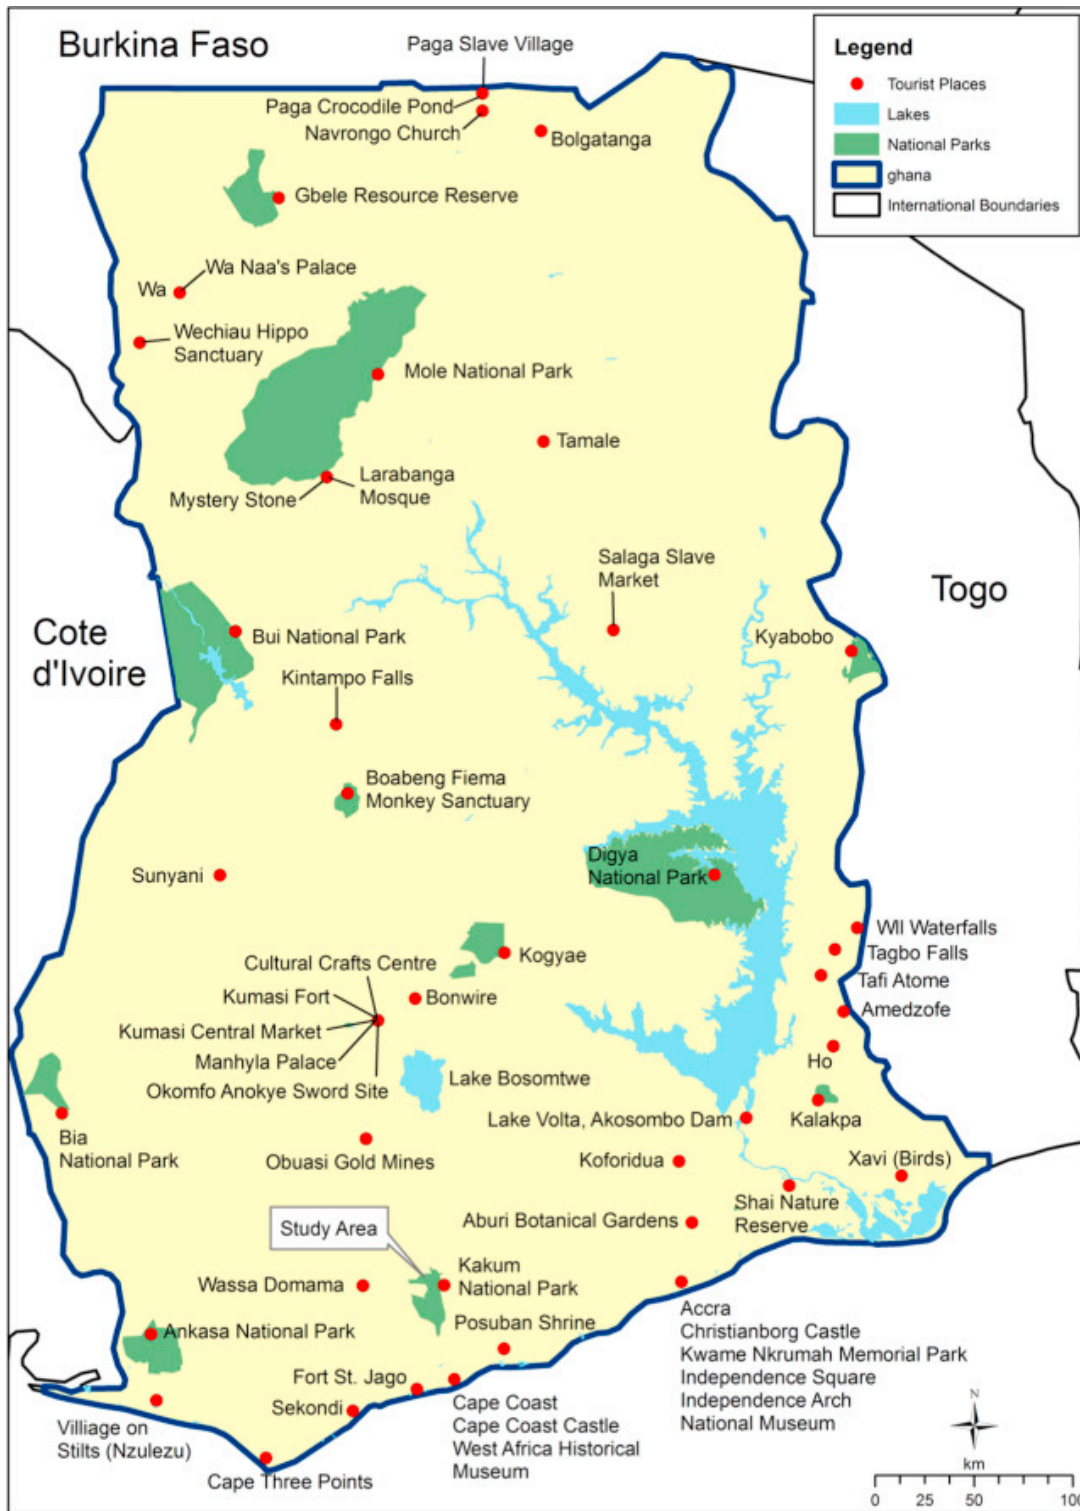 Burkina Faso
Paga Slave Village
Paga Crocodile Pond
Navrongo Church
Bolgatanga
Legend
Tourist Places
Lakes
National Parks
ghana
International Boundaries
Gbele Resource Reserve
Wa Naa's Palace
Wa
Wechiau Hippo
Sanctuary
Mole National Park
Tamale
Larabanga
Mosque
Mystery Stone
Salaga Slave
Market
Togo
Cote
d'Ivoire
Bui National Park
Kyabobo
Kintampo Falls
Boabeng Fiema
Monkey Sanctuary
Sunyani
Digya
National Park
Wll Waterfalls
Tagbo Falls
Tafi Atome
Amedzofe
Ho
Kalakpa
Kogyae
Cultural Crafts Centre
Kumasi Fort
Bonwire
Kumasi Central Market
Manhyla Palace
Okomfo Anokye Sword Site
Lake Bosomtwe
Lake Volta, Akosombo Dam
Bia
National Park
Obuasi Gold Mines
Koforidua
Xavi (Birds)
Shai Nature
Reserve
Aburi Botanical Gardens
Study Area
Wassa Domama
Kakum
National Park
Posuban Shrine
Ankasa National Park
Accra
Christianborg Castle
Kwame Nkrumah Memorial Park
Independence Square
Independence Arch
National Museum
Fort St. Jago
Sekondi
Cape Coast
Cape Coast Castle
West Africa Historical
Museum
Villiage on
Stilts (Nzulezu)
Cape Three Points
N
km
0 25 50 100